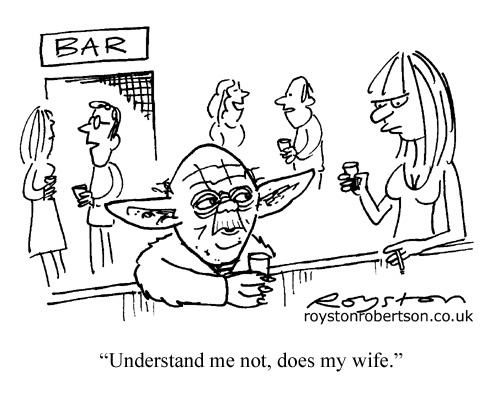 BAR
ROYSTON
roystonrobertson.co.uk
“Understand me not, does my wife.”